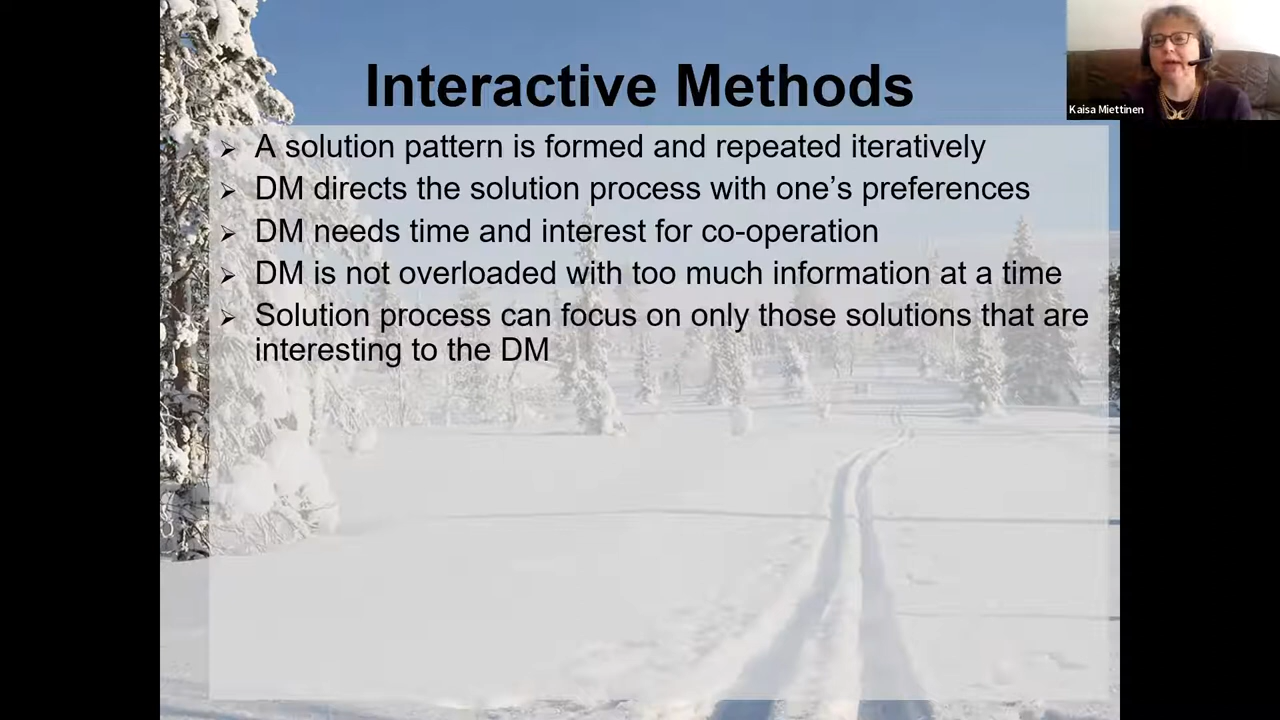 Interactive Methods
Kaisa Miettinen
➢ A solution pattern is formed and repeated iteratively
➢ DM directs the solution process with one’s preferences
➢ DM needs time and interest for co-operation
➢ DM is not overloaded with too much information at a time
➢ Solution process can focus on only those solutions that are
interesting to the DM